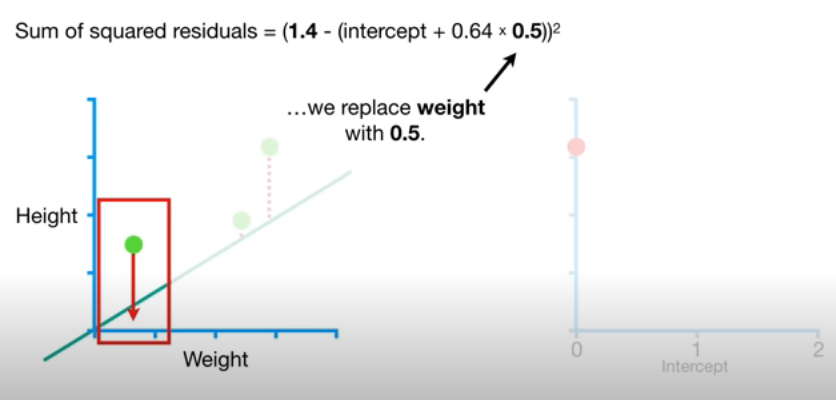 Sum of squared residuals = (1.4 - (intercept + 0.64 × 0.5))²
...we replace weight
with 0.5.
Height
Weight
0
1
2
Intercept